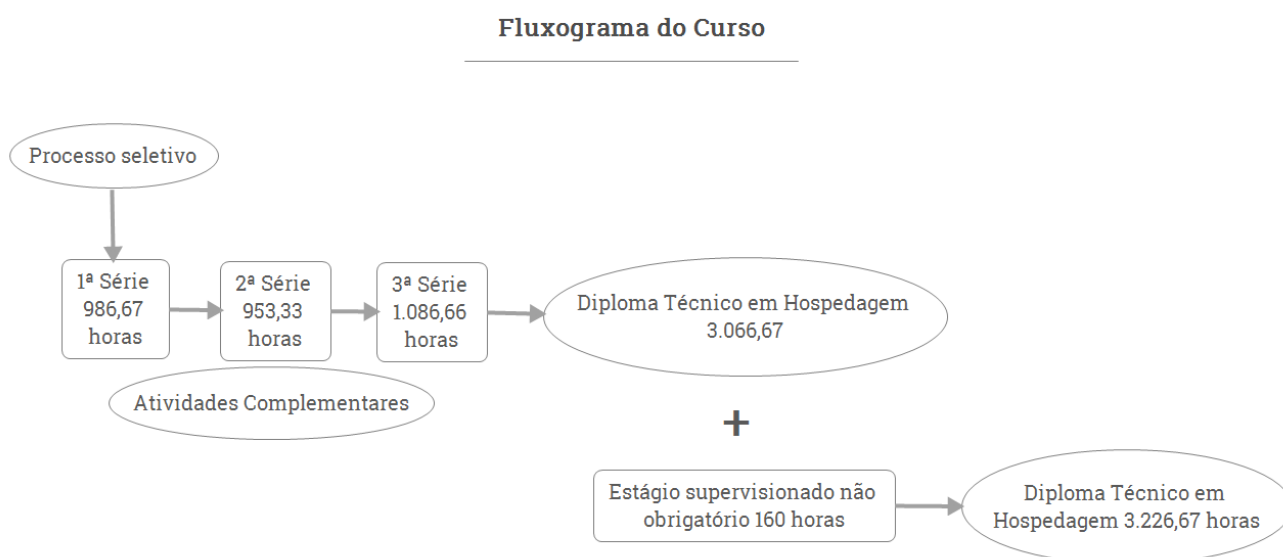 Fluxograma do Curso
Processo seletivo
1ª Série
986,67
horas
2ª Série
953,33
horas
3ª Série
1.086,66
horas
Diploma Técnico em Hospedagem
3.066,67
Atividades Complementares
+
Estágio supervisionado não
obrigatório 160 horas
Diploma Técnico em
Hospedagem 3.226,67 horas